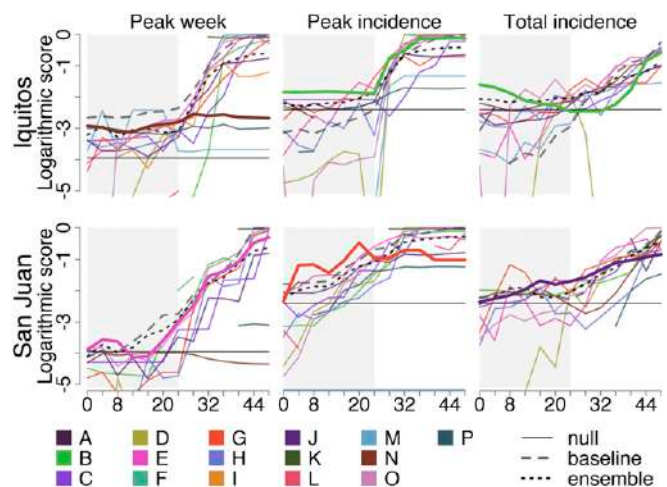 Peak week Peak incidence Total incidence
Iquitos
Logarithmic score
0
-1
-3
-5
San Juan
Logarithmic score
0
-1
-3
-5
0 8 20 32 44 0 8 20 32 44 0 8 20 32 44
A D G J M P null
B E H K N baseline
C F I L O ensemble